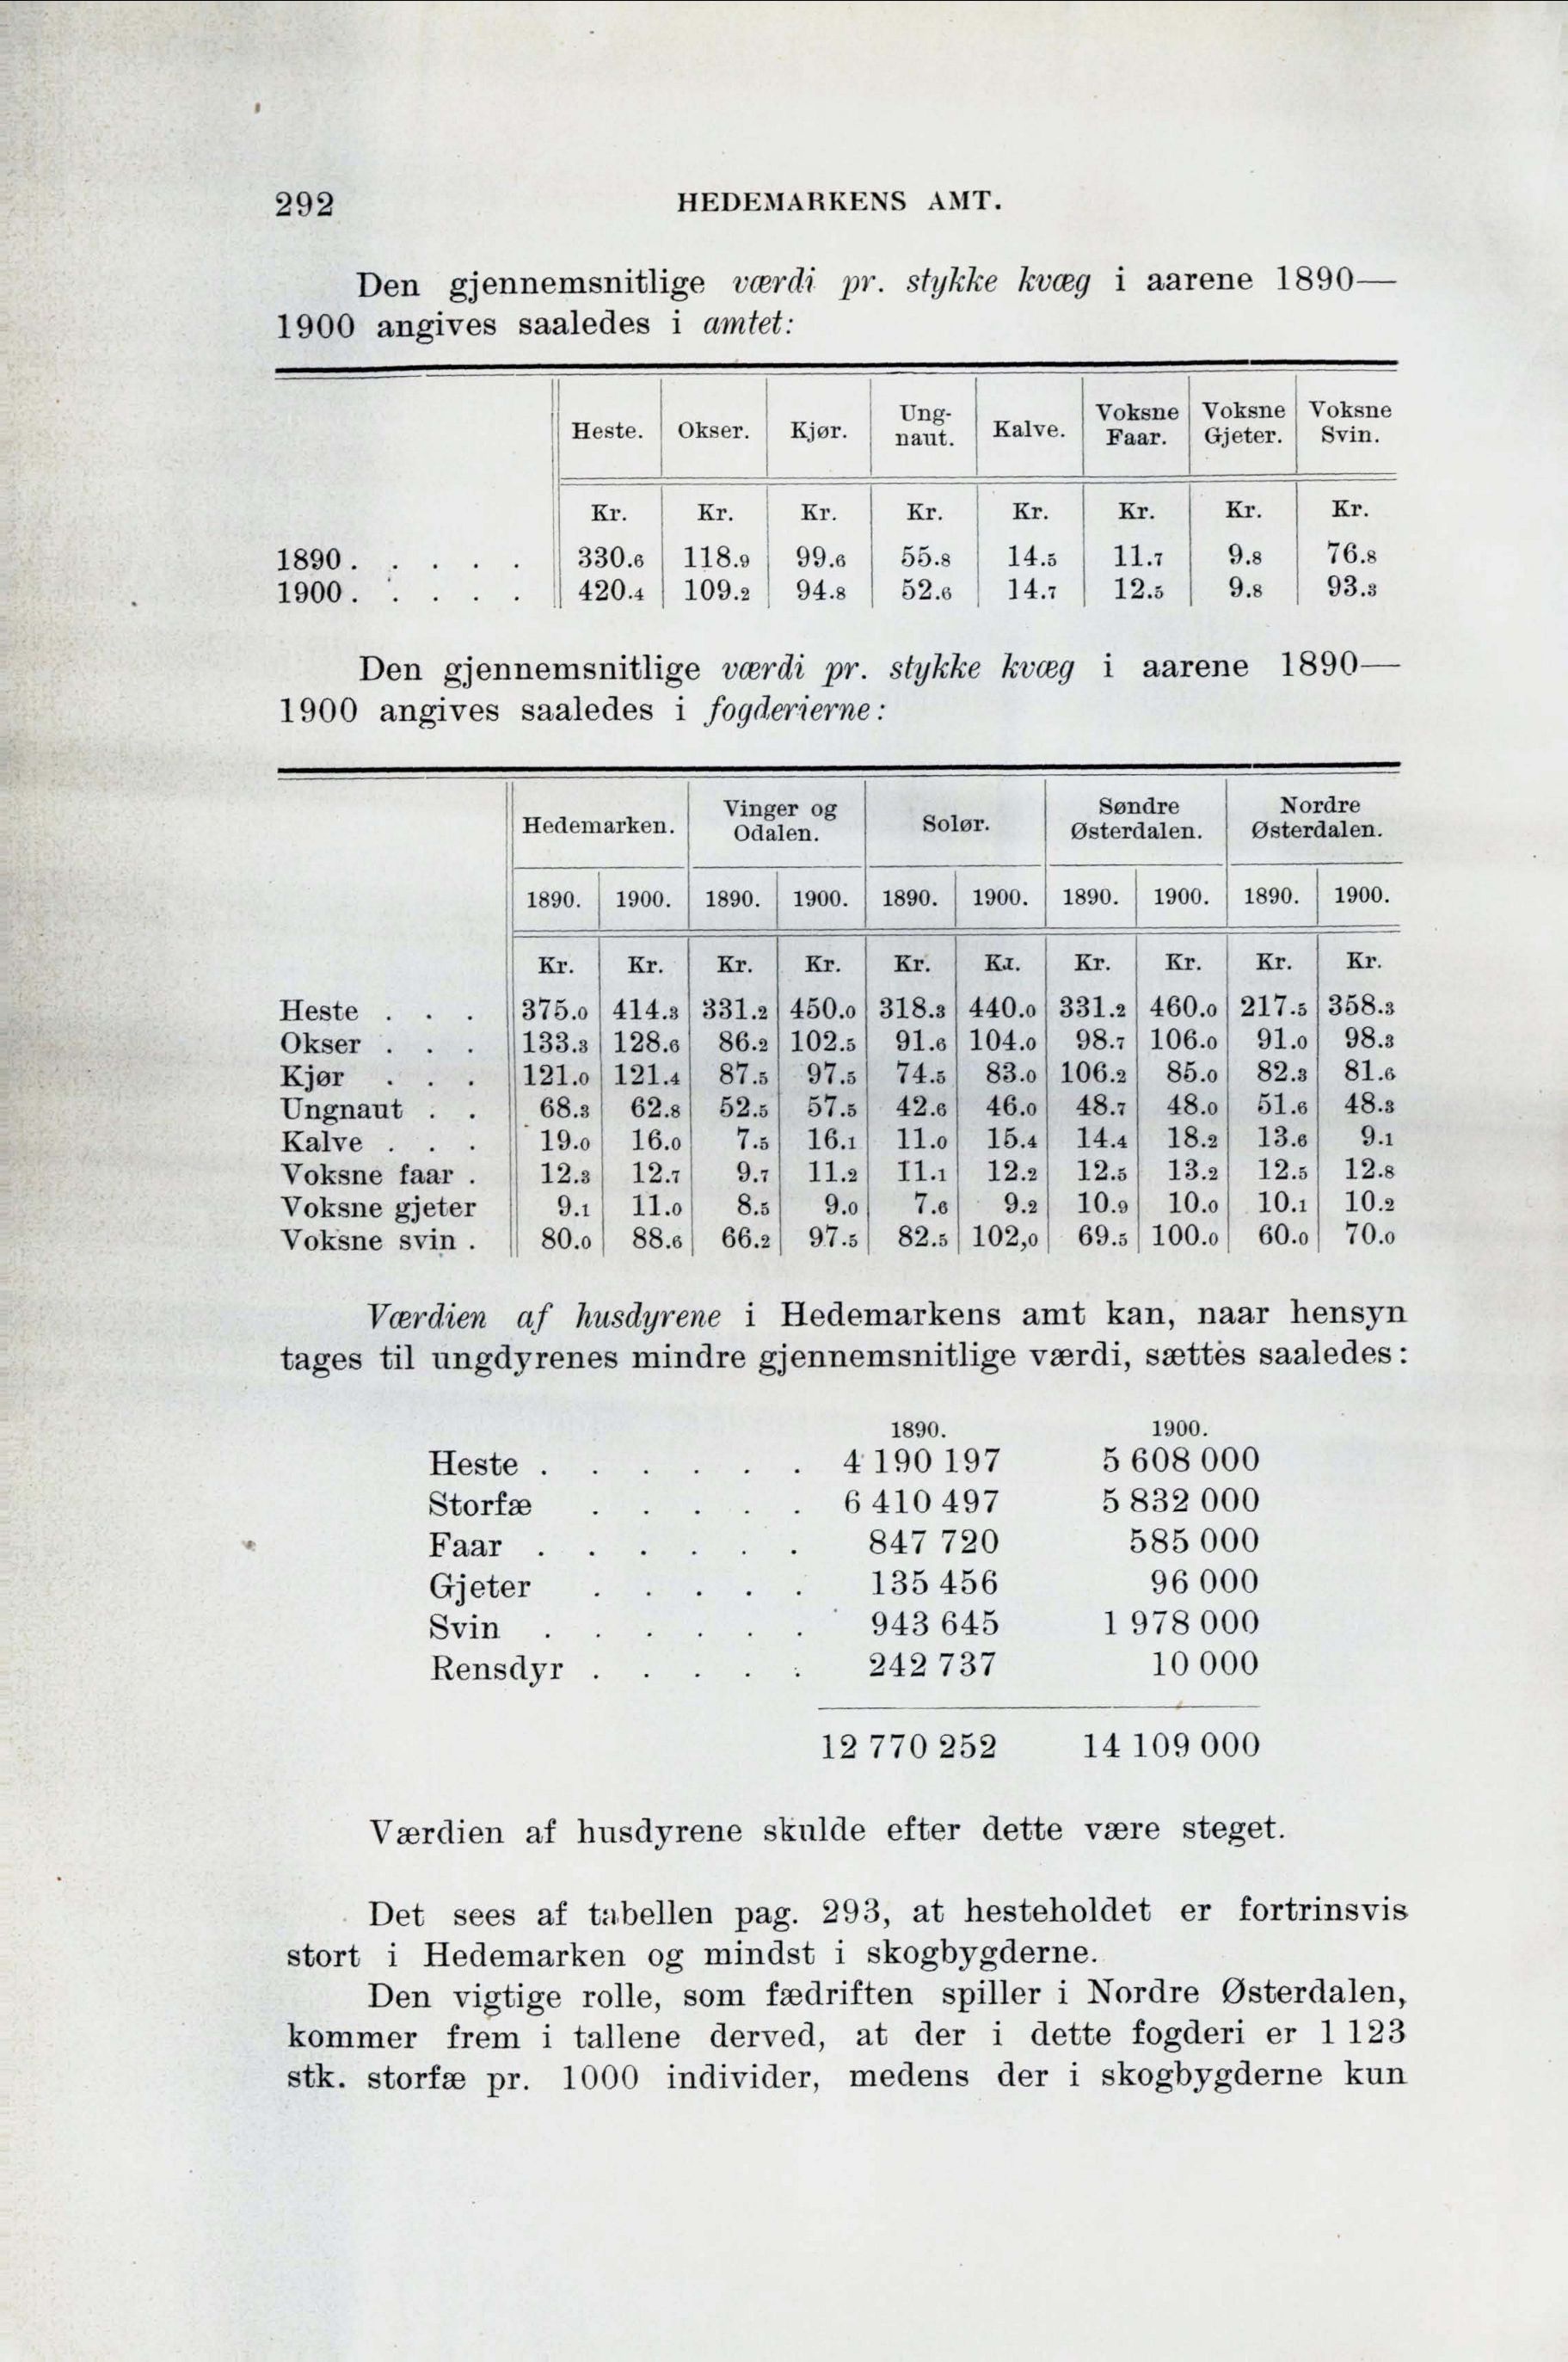 292 HEDEMARKENS AMT.
Den gjennemsnitlige værdi pr. stykke kvæg i aarene 1890—
1900 angives saaledes i amtet:
Heste. Okser. Kjør. Ung-naut. Kalve. Voksne Faar. Voksne Gjeter. Voksne Svin.
Kr. Kr. Kr. Kr. Kr. Kr. Kr. Kr.
1890 . . . . . 330.6 118.9 99.6 55.8 14.5 11.7 9.8 76.8
1900 . . . . . 420.4 109.2 94.8 52.6 14.7 12.5 9.8 93.3
Den gjennemsnitlige værdi pr. stykke kvæg i aarene 1890—
1900 angives saaledes i fogderierne:
Hedemarken. Vinger og Odalen. Solør. Søndre Østerdalen. Nordre Østerdalen.
1890. 1900. 1890. 1900. 1890. 1900. 1890. 1900. 1890. 1900.
Kr. Kr. Kr. Kr. Kr. Kr. Kr. Kr. Kr. Kr.
Heste . . . 375.0 414.3 331.2 450.0 318.3 440.0 331.2 460.0 217.5 358.3
Okser . . . 133.3 128.6 86.2 102.5 91.6 104.0 98.7 106.0 91.0 98.3
Kjør . . . 121.0 121.4 87.5 97.5 74.5 83.0 106.2 85.0 82.3 81.6
Ungnaut . . 68.3 62.8 52.5 57.5 42.6 46.0 48.7 48.0 51.6 48.3
Kalve . . . 19.0 16.0 7.5 16.1 11.0 15.4 14.4 18.2 13.6 9.1
Voksne faar . 12.3 12.7 9.7 11.2 11.1 12.2 12.5 13.2 12.5 12.8
Voksne gjeter 9.1 11.0 8.5 9.0 7.6 9.2 10.9 10.0 10.1 10.2
Voksne svin . 80.0 88.6 66.2 97.5 82.5 102,0 69.5 100.0 60.0 70.0
Værdien af husdyrene i Hedemarkens amt kan, naar hensyn
tages til ungdyrenes mindre gjennemsnitlige værdi, sættes saaledes:
1890. 1900.
Heste . . . . . . 4 190 197 5 608 000
Storfæ . . . . . 6 410 497 5 832 000
Faar . . . . . . 847 720 585 000
Gjeter . . . . . 135 456 96 000
Svin . . . . . . 943 645 1 978 000
Rensdyr . . . . . 242 737 10 000
12 770 252 14 109 000
Værdien af husdyrene skulde efter dette være steget.
Det sees af tabellen pag. 293, at hesteholdet er fortrinsvis
stort i Hedemarken og mindst i skogbygderne.
Den vigtige rolle, som fædriften spiller i Nordre Østerdalen,
kommer frem i tallene derved, at der i dette fogderi er 1 123
stk. storfæ pr. 1000 individer, medens der i skogbygderne kun